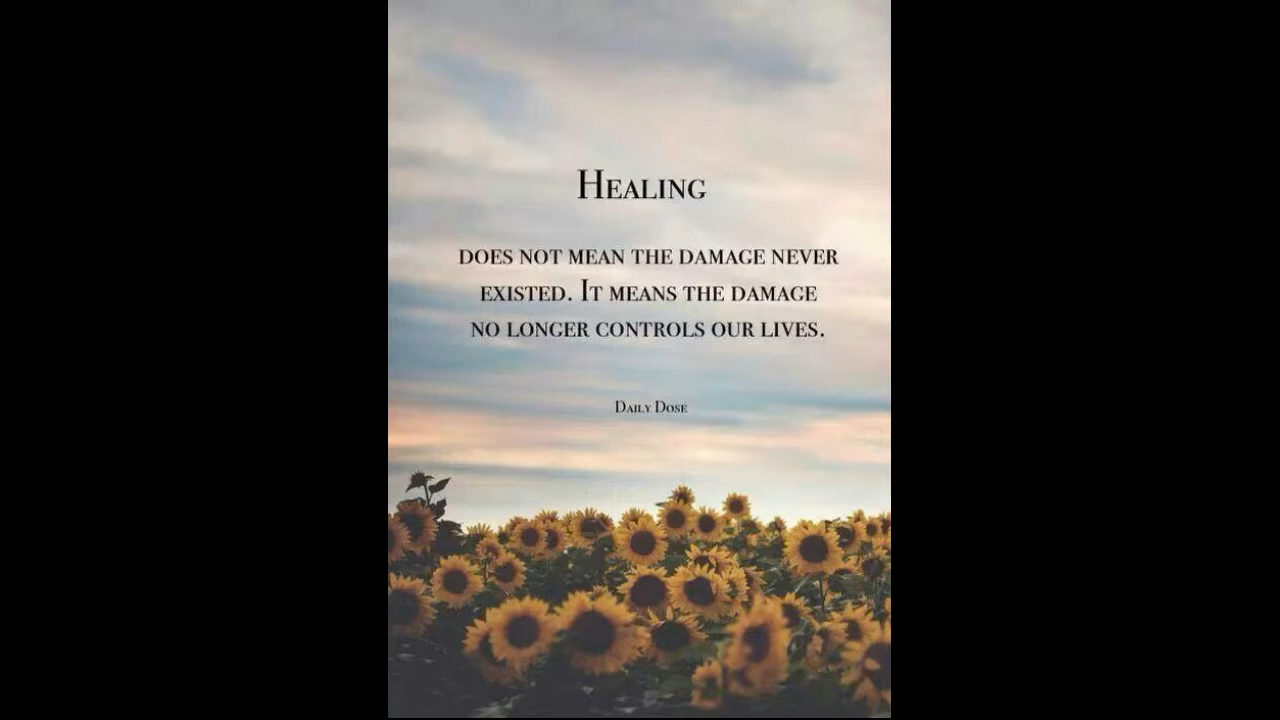 Healing
does not mean the damage never
existed. It means the damage
no longer controls our lives.
Daily Dose